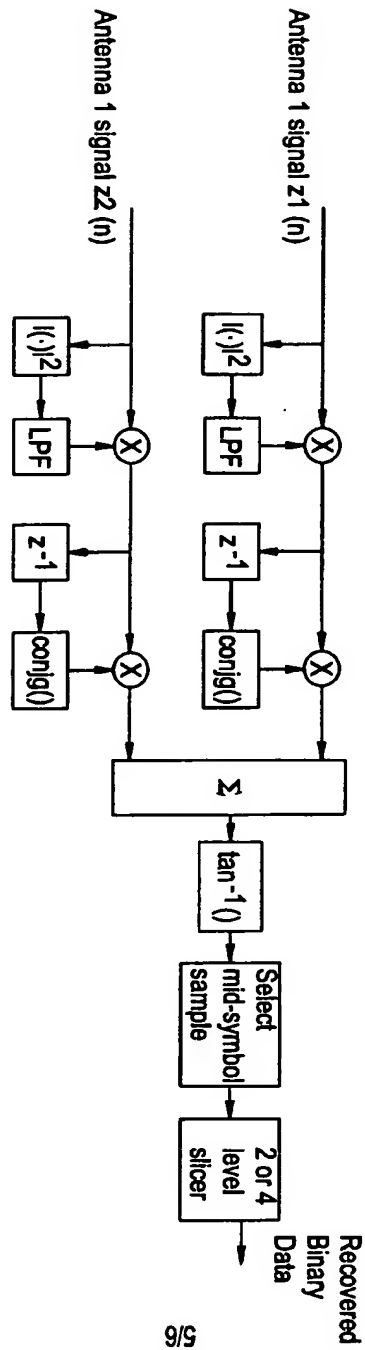 Antenna 1 signal z1 (n)
|(·)|²
LPF
X
z⁻¹
conjg()
X
Antenna 1 signal z2 (n)
|(·)|²
LPF
X
z⁻¹
conjg()
X
Σ
tan⁻¹()
Select
mid-symbol
sample
2 or 4
level
slicer
Recovered
Binary
Data
5/6